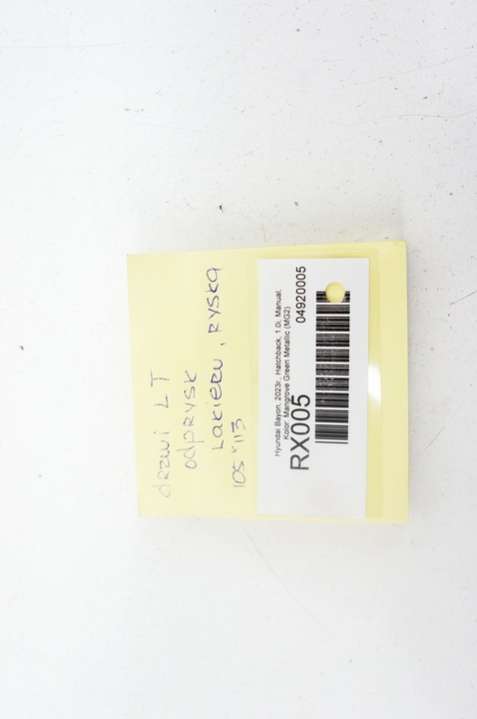 drzwi LT
odprysk
Lakieru, ryska
105"113
Hyundai Bayon, 2023r., Hatchback, 1.0i, Manual,
Kolor: Mangrove Green Metallic (MG2)
RX005
04920005